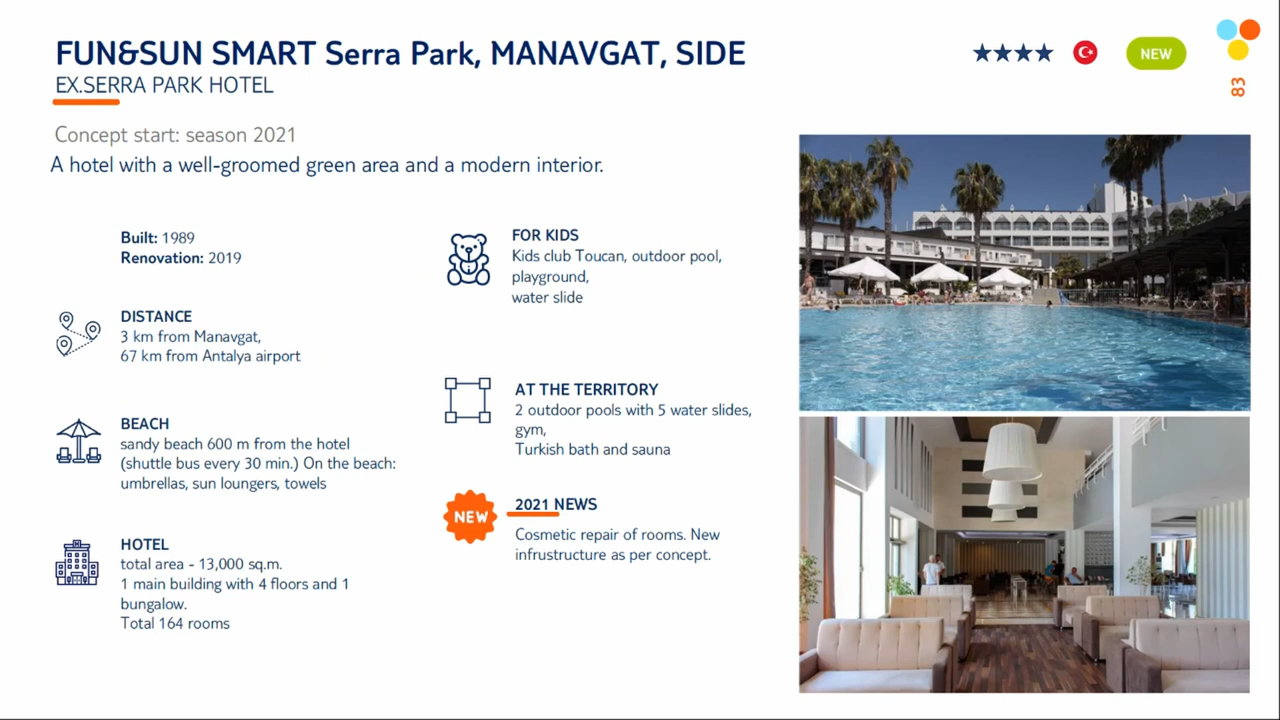 FUN&SUN SMART Serra Park, MANAVGAT, SIDE
EX.SERRA PARK HOTEL
NEW
83
Concept start: season 2021
A hotel with a well-groomed green area and a modern interior.
Built: 1989
Renovation: 2019
DISTANCE
3 km from Manavgat,
67 km from Antalya airport
BEACH
sandy beach 600 m from the hotel
(shuttle bus every 30 min.) On the beach:
umbrellas, sun loungers, towels
HOTEL
total area - 13,000 sq.m.
1 main building with 4 floors and 1
bungalow.
Total 164 rooms
FOR KIDS
Kids club Toucan, outdoor pool,
playground,
water slide
AT THE TERRITORY
2 outdoor pools with 5 water slides,
gym,
Turkish bath and sauna
NEW
2021 NEWS
Cosmetic repair of rooms. New
infrustructure as per concept.